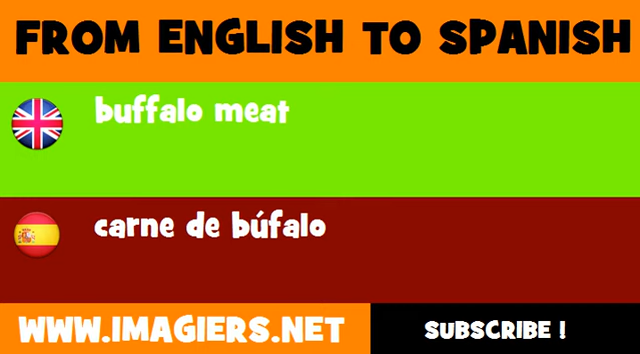 FROM ENGLISH TO SPANISH
buffalo meat
carne de búfalo
WWW.IMAGIERS.NET
SUBSCRIBE !